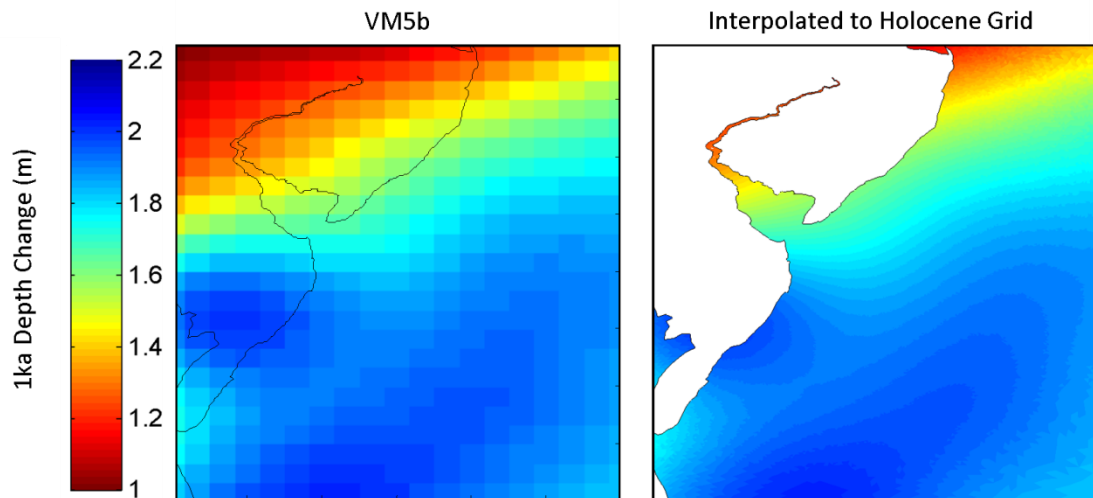 VM5b
Interpolated to Holocene Grid
1ka Depth Change (m)
2.2
2
1.8
1.6
1.4
1.2
1